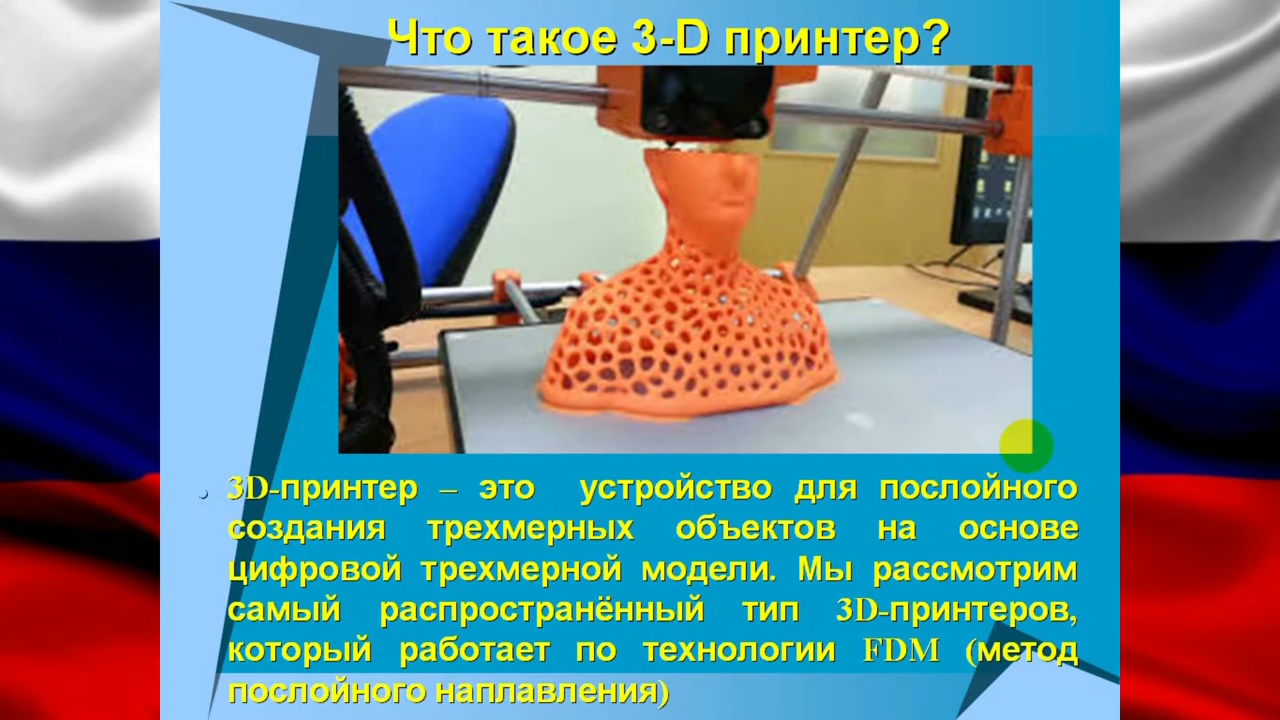 Что такое 3-D принтер?
3D-принтер – это устройство для послойного
создания трехмерных объектов на основе
цифровой трехмерной модели. Мы рассмотрим
самый распространённый тип 3D-принтеров,
который работает по технологии FDM (метод
послойного наплавления)